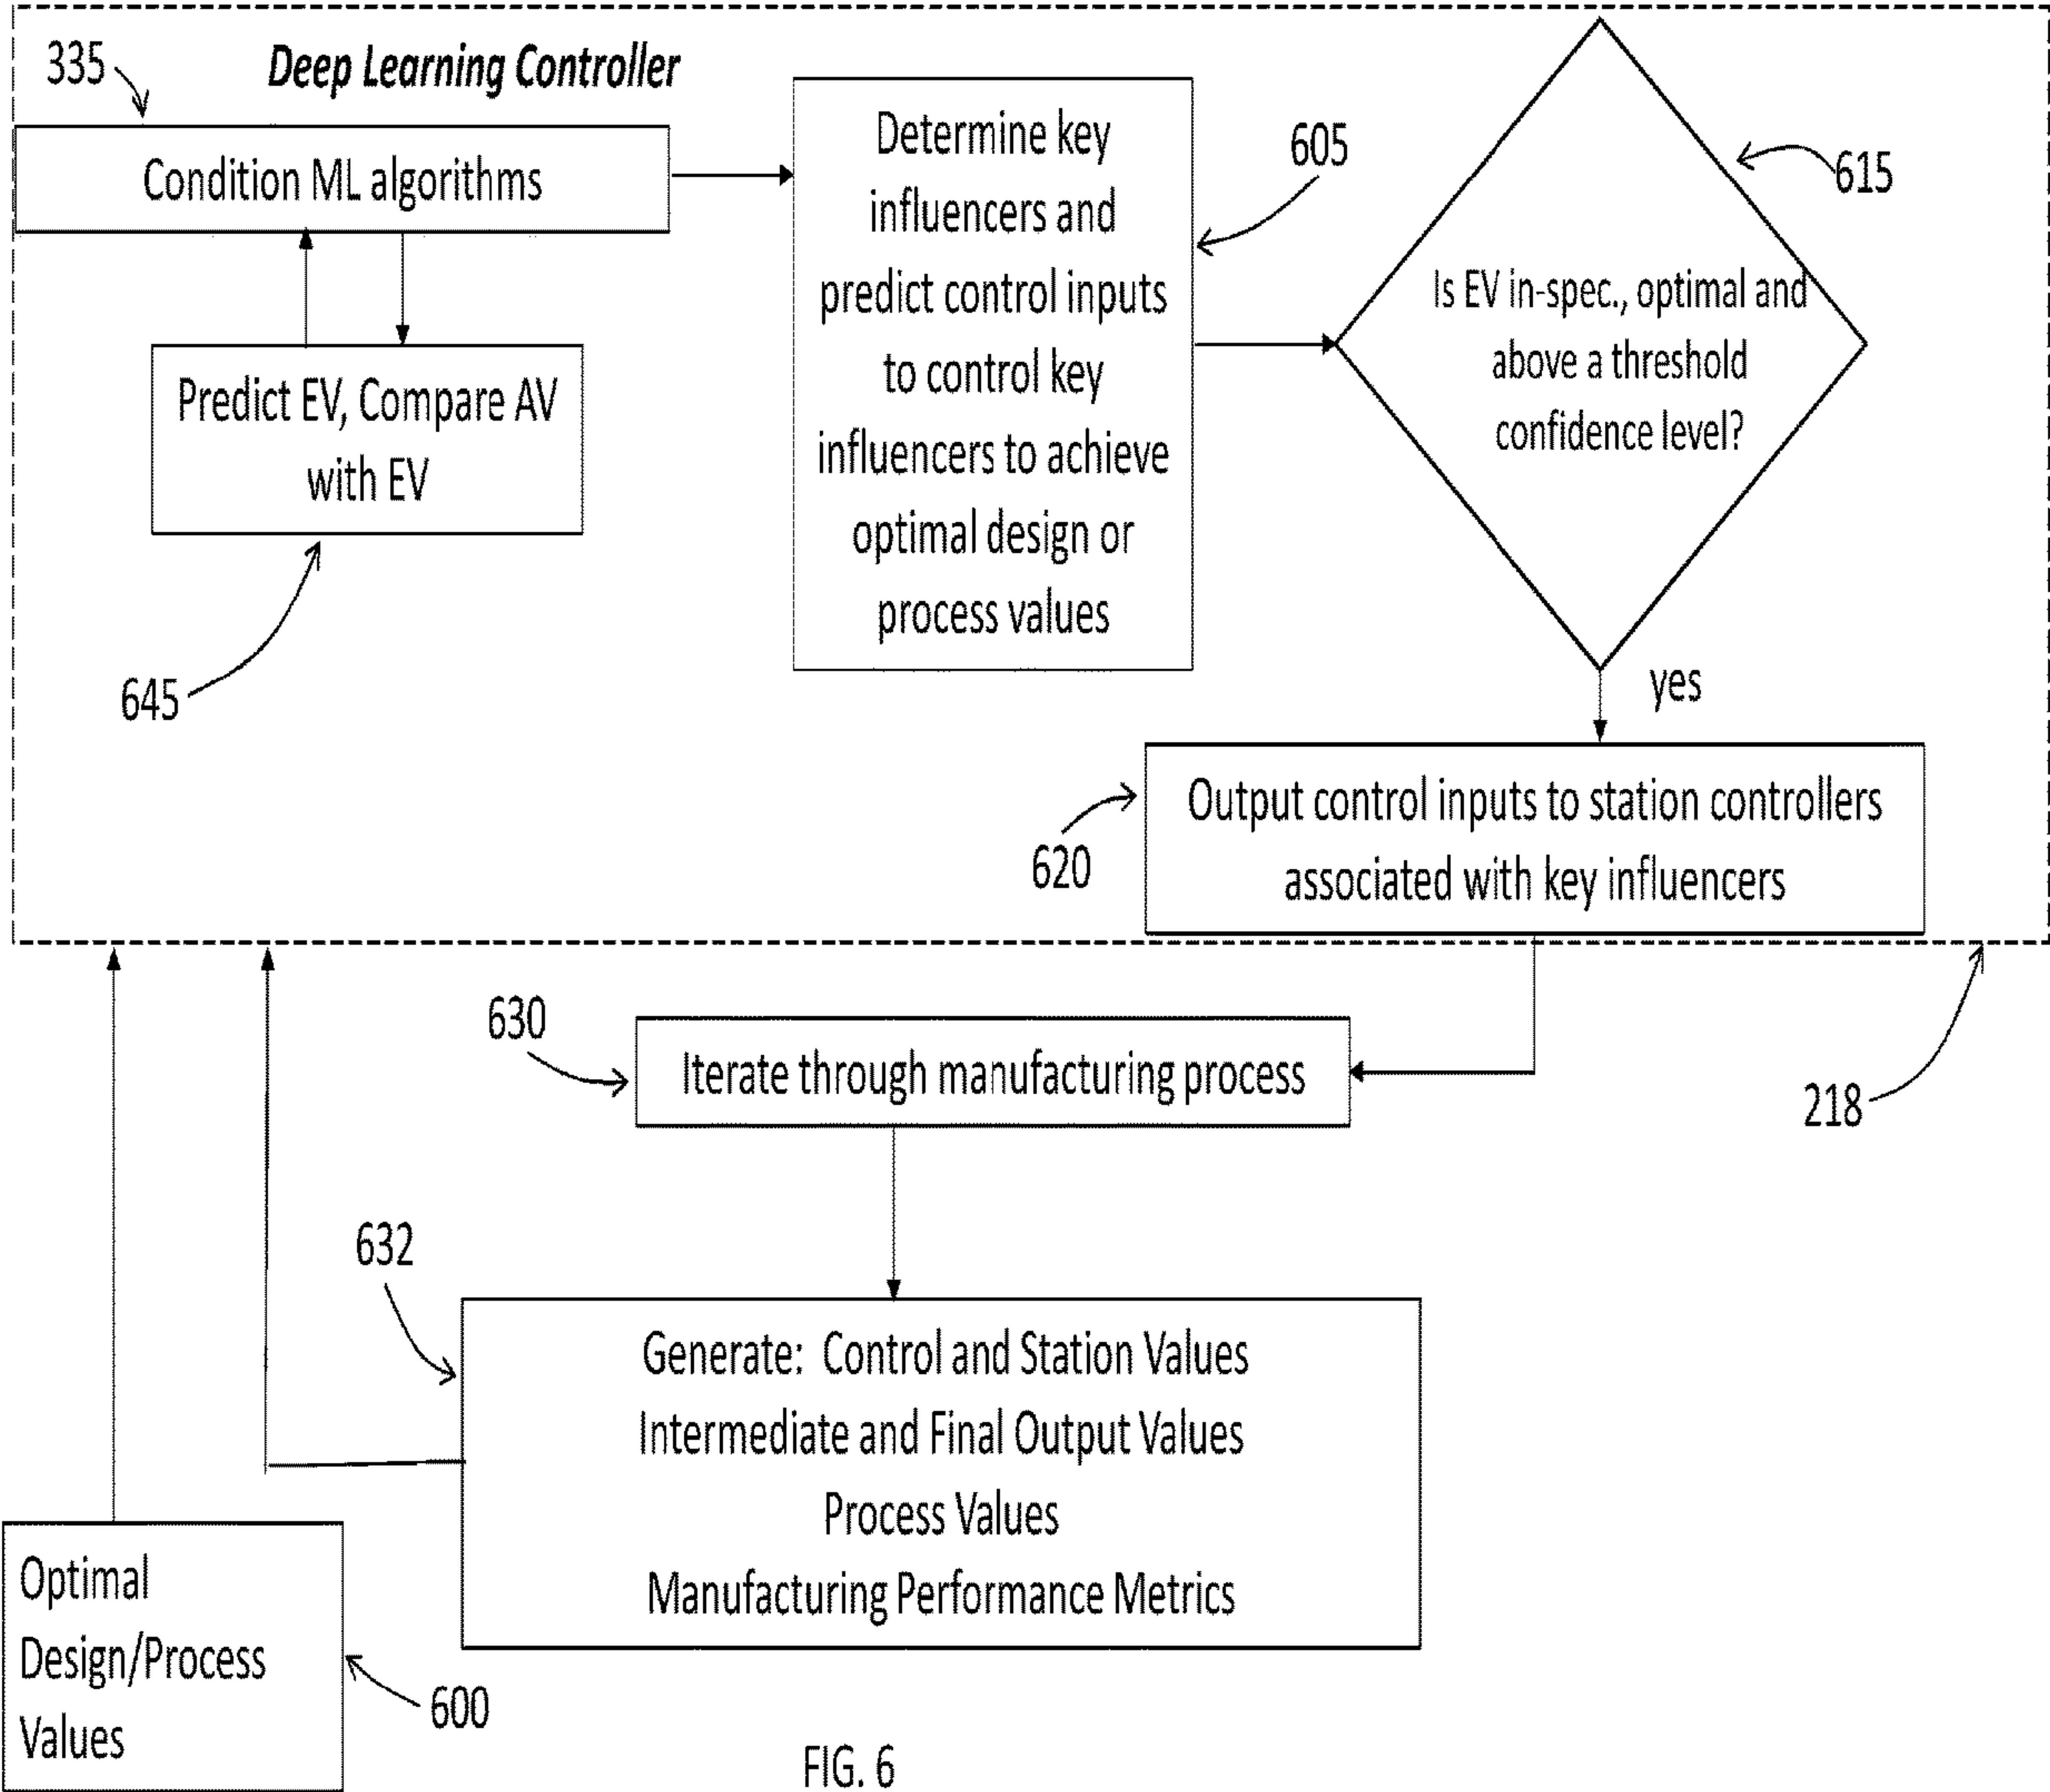 335
Deep Learning Controller
Condition ML algorithms
Predict EV, Compare AV
with EV
645
Determine key
influencers and
predict control inputs
to control key
influencers to achieve
optimal design or
process values
605
615
Is EV in-spec., optimal and
above a threshold
confidence level?
yes
620
Output control inputs to station controllers
associated with key influencers
218
630
Iterate through manufacturing process
632
Generate: Control and Station Values
Intermediate and Final Output Values
Process Values
Manufacturing Performance Metrics
Optimal
Design/Process
Values
600
FIG. 6